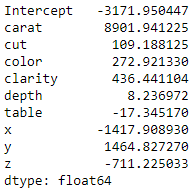 Intercept   -3171.950447
carat        8901.941225
cut           109.188125
color         272.921330
clarity       436.441104
depth           8.236972
table         -17.345170
x           -1417.908930
y            1464.827270
z            -711.225033
dtype: float64